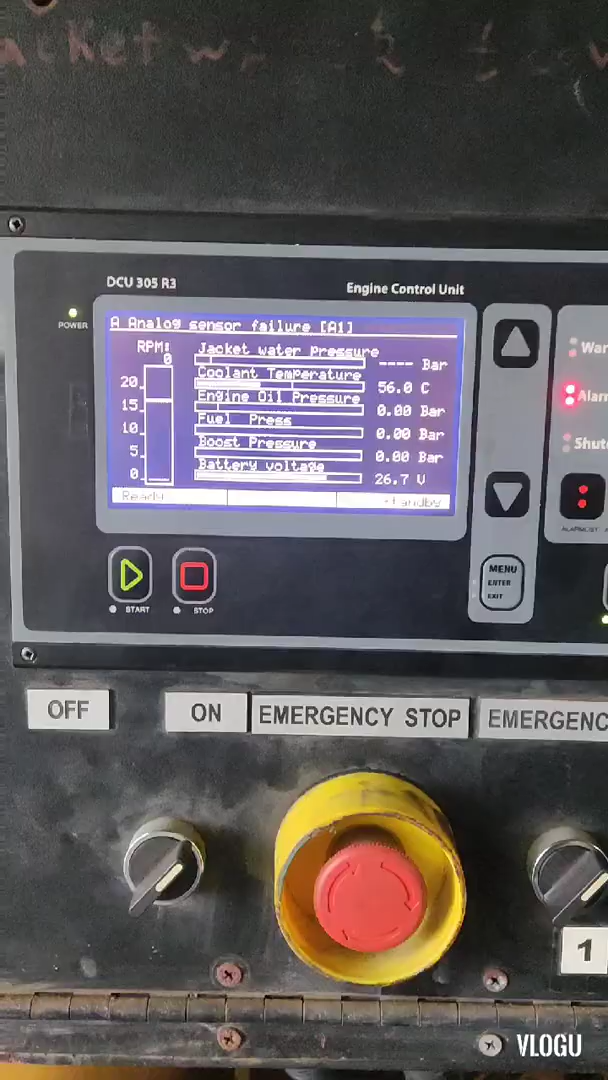 DCU 305 R3
Engine Control Unit
POWER
A Analog sensor failure [A1]
RPM:
0
20
15
10
5
0
Jacket water Pressure
---- Bar
Coolant Temperature
56.0 C
Engine Oil Pressure
0.00 Bar
Fuel Press
0.00 Bar
Boost Pressure
0.00 Bar
Battery voltage
26.7 V
Ready
MENU
ENTER
EXIT
START
STOP
OFF
ON
EMERGENCY STOP
EMERGENC
1
VLOGU